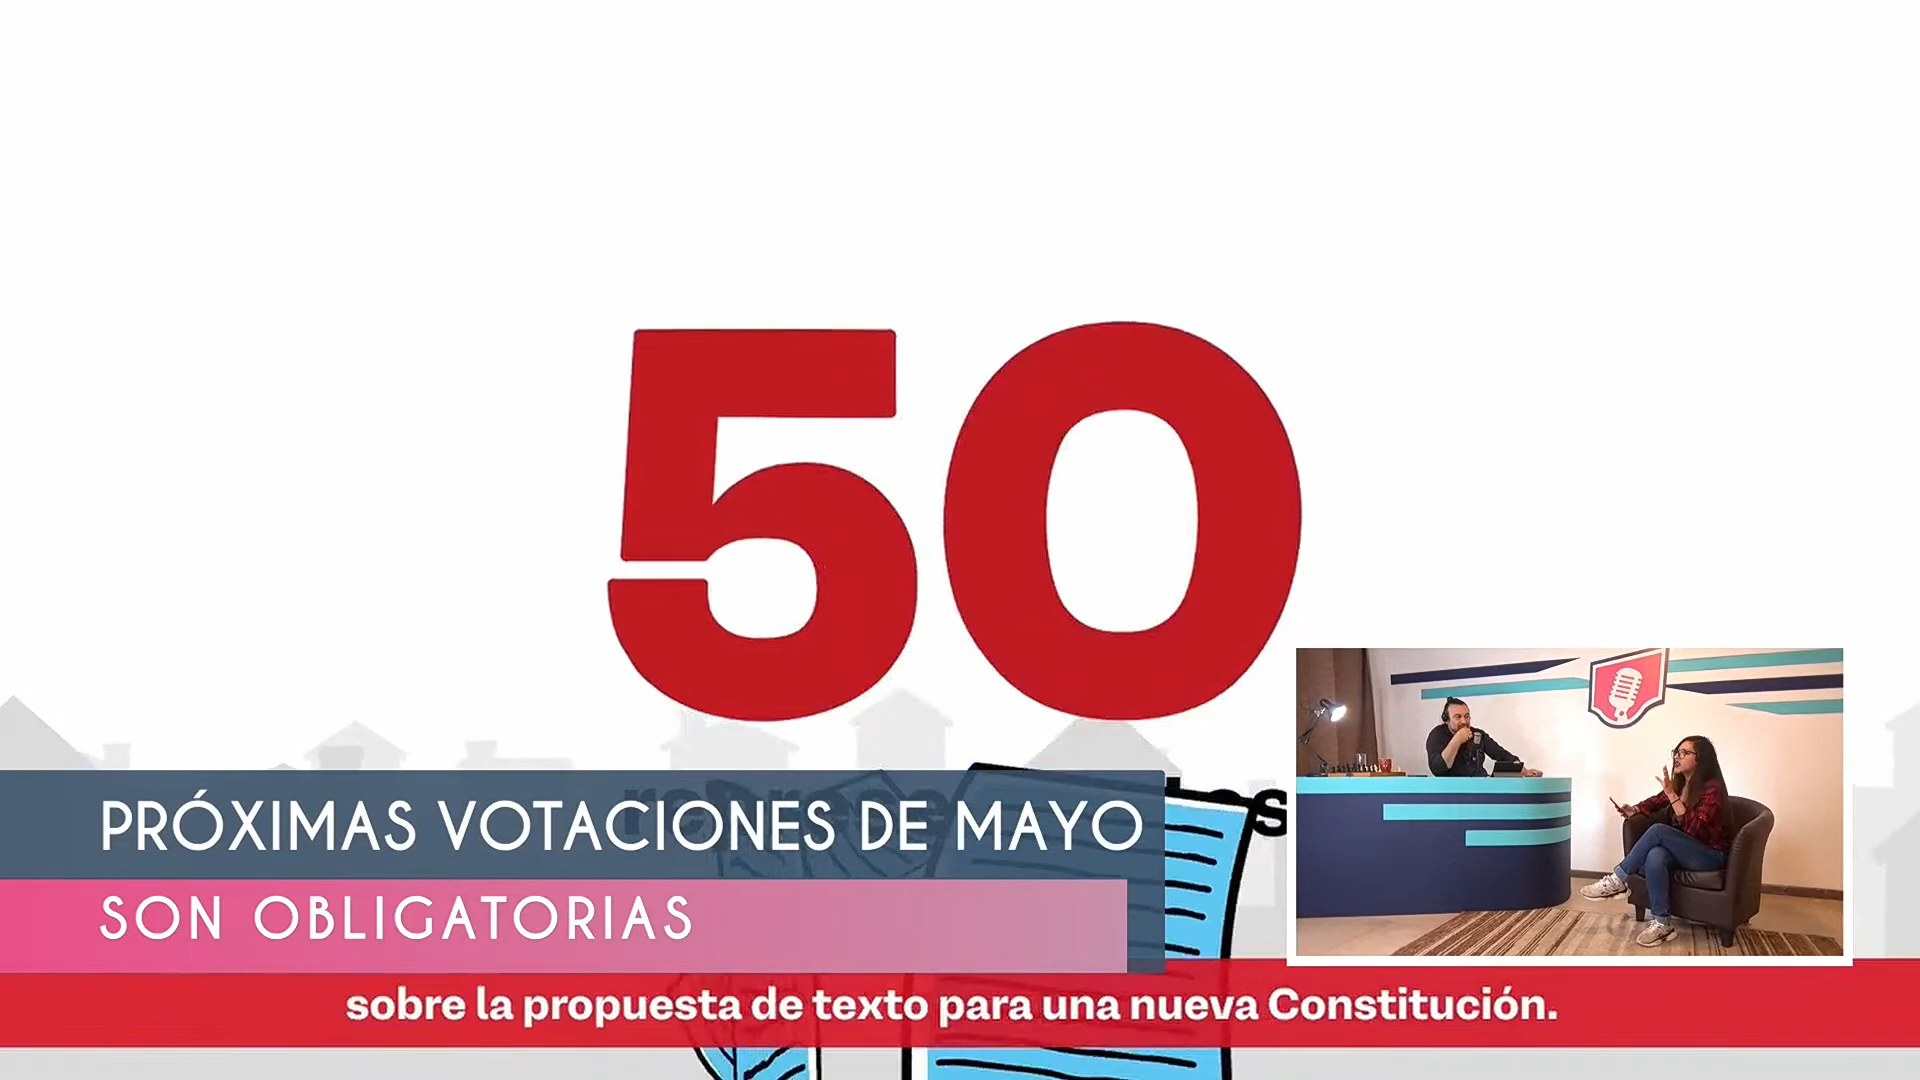 50
PRÓXIMAS VOTACIONES DE MAYO
SON OBLIGATORIAS
sobre la propuesta de texto para una nueva Constitución.